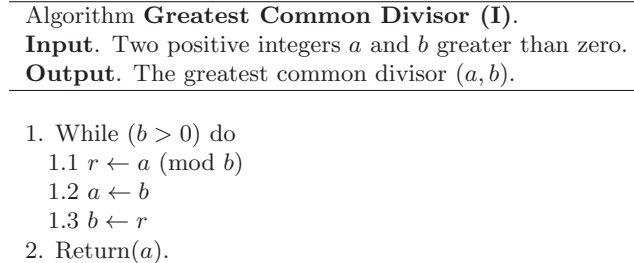 Algorithm Greatest Common Divisor (I).
Input. Two positive integers a and b greater than zero.
Output. The greatest common divisor (a, b).
1. While (b > 0) do
1.1 r ← a (mod b)
1.2 a ← b
1.3 b ← r
2. Return(a).